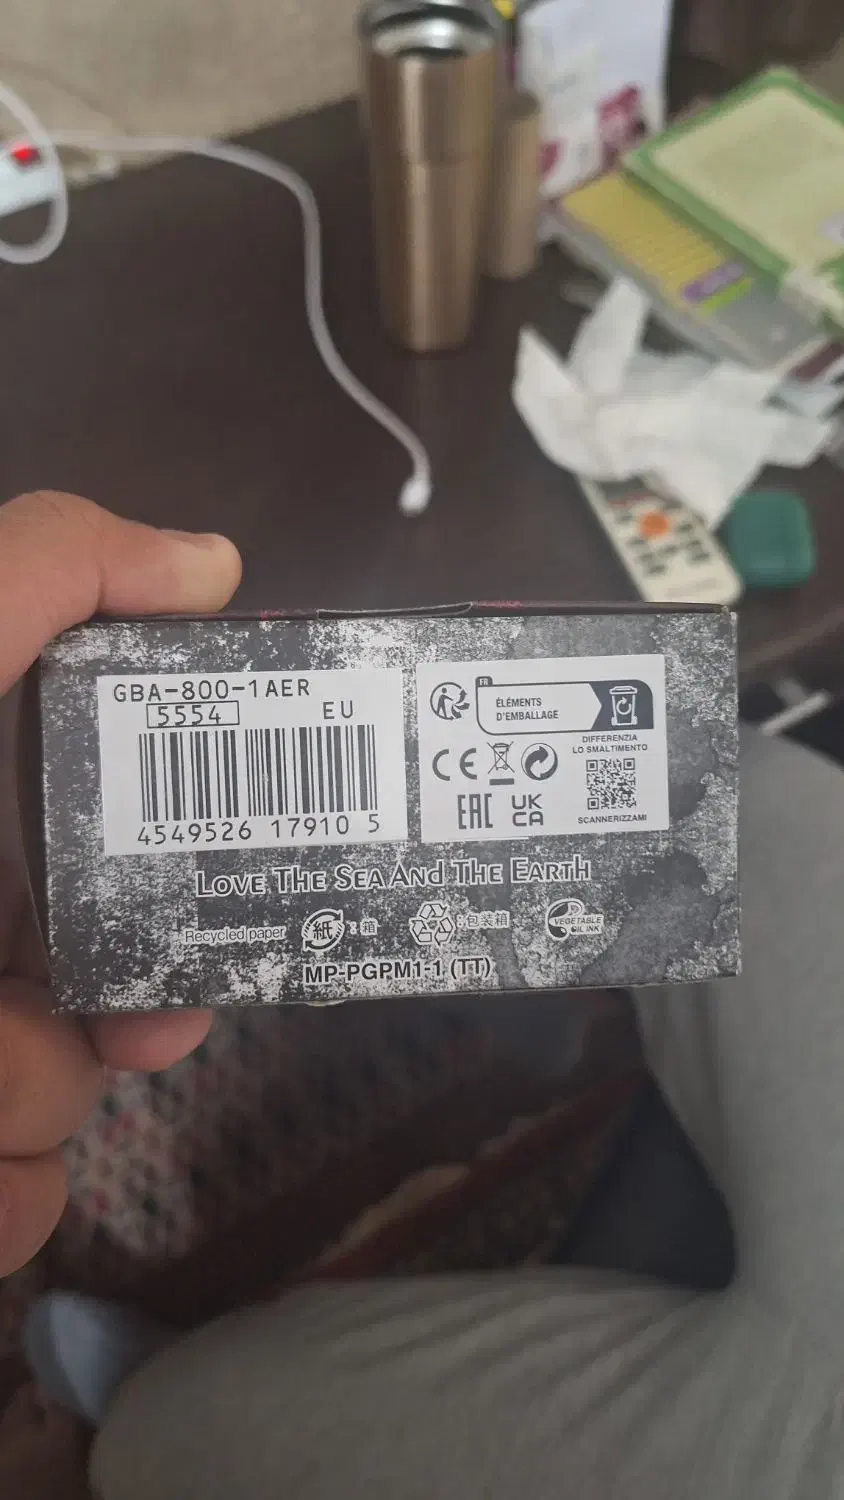 GBA-800-1AER
5554 EU
4549526 17910 5
FR
ÉLÉMENTS
D'EMBALLAGE
DIFFERENZIA
LO SMALTIMENTO
CE
EAC
UK
CA
SCANNERIZZAMI
LOVE THE SEA AND THE EARTH
Recycled paper 紙 : 箱 : 包装箱 VEGETABLE
OIL INK
MP-PGPM1-1 (TT)